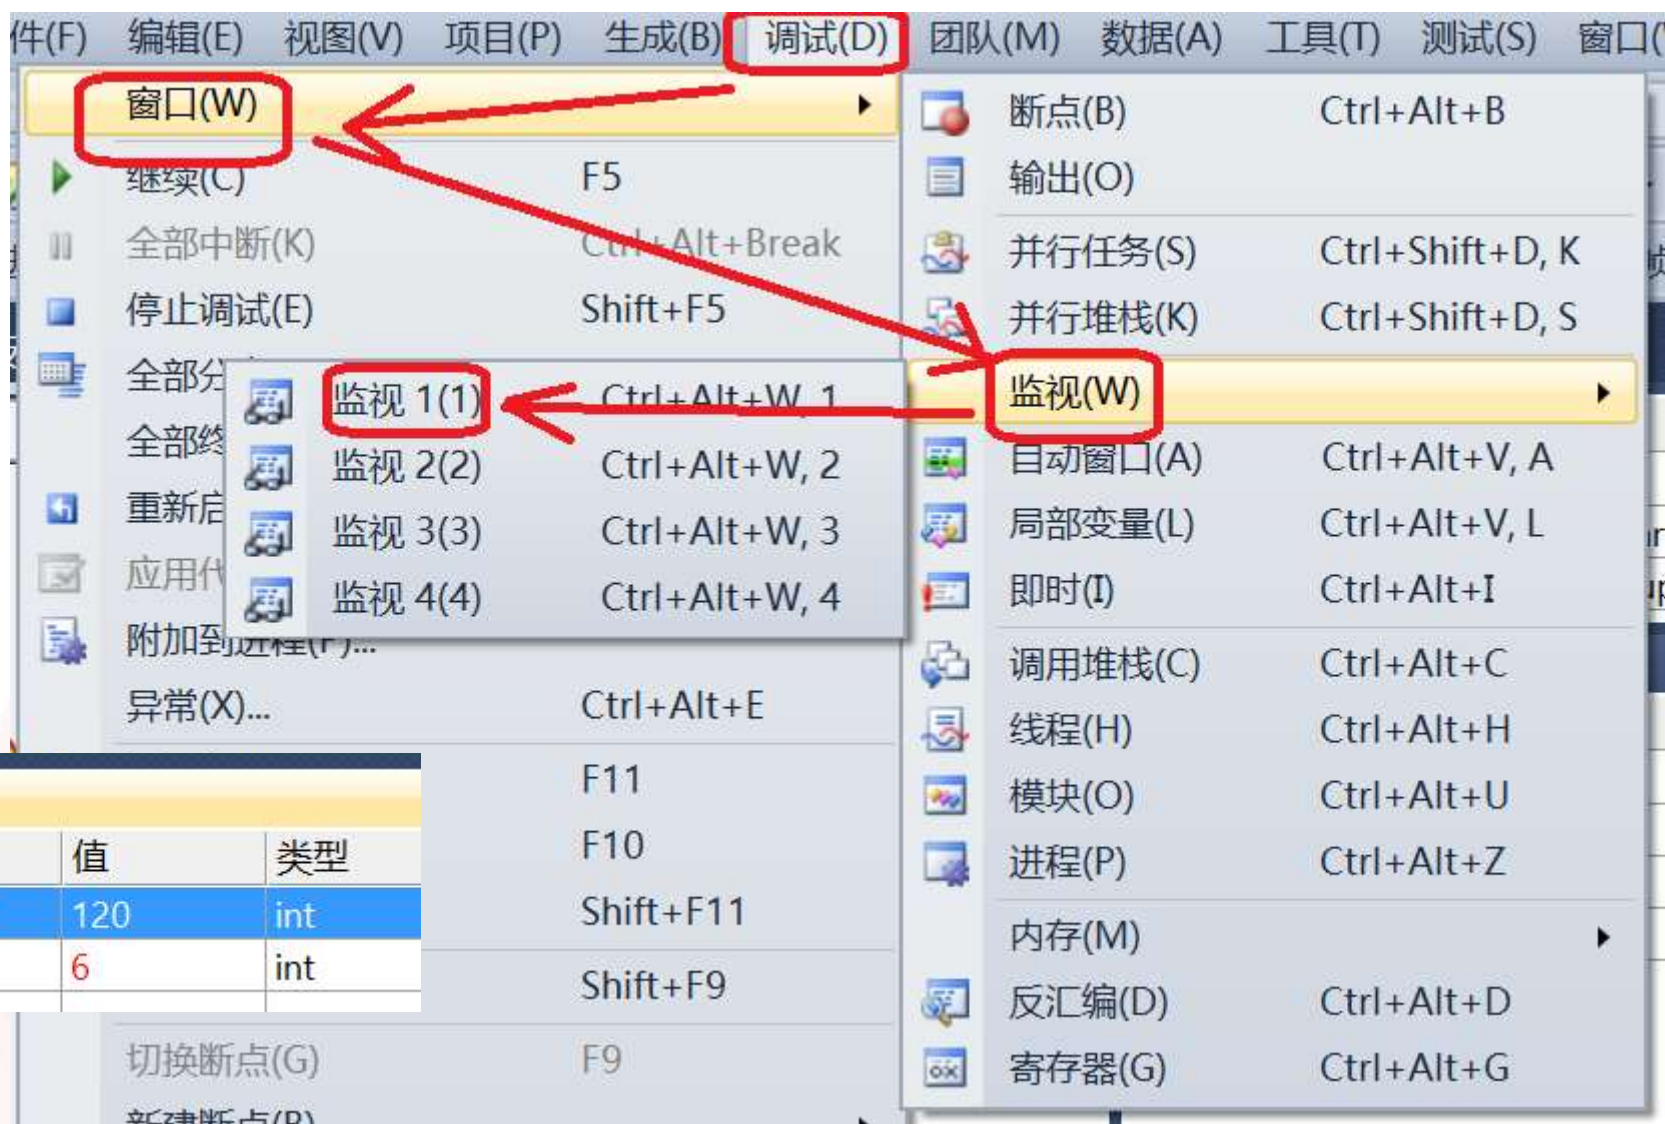 件(F) 编辑(E) 视图(V) 项目(P) 生成(B) 调试(D) 团队(M) 数据(A) 工具(T) 测试(S) 窗口(
窗口(W)
继续(C) F5
全部中断(K) Ctrl+Alt+Break
停止调试(E) Shift+F5
全部分
全部终
重新启
应用代
附加到进程(P)...
异常(X)... Ctrl+Alt+E
F11
F10
Shift+F11
Shift+F9
切换断点(G) F9
新建断点(B)
监视 1(1) Ctrl+Alt+W, 1
监视 2(2) Ctrl+Alt+W, 2
监视 3(3) Ctrl+Alt+W, 3
监视 4(4) Ctrl+Alt+W, 4
断点(B) Ctrl+Alt+B
输出(O)
并行任务(S) Ctrl+Shift+D, K
并行堆栈(K) Ctrl+Shift+D, S
监视(W)
自动窗口(A) Ctrl+Alt+V, A
局部变量(L) Ctrl+Alt+V, L
即时(I) Ctrl+Alt+I
调用堆栈(C) Ctrl+Alt+C
线程(H) Ctrl+Alt+H
模块(O) Ctrl+Alt+U
进程(P) Ctrl+Alt+Z
内存(M)
反汇编(D) Ctrl+Alt+D
寄存器(G) Ctrl+Alt+G
值 类型
120 int
6 int